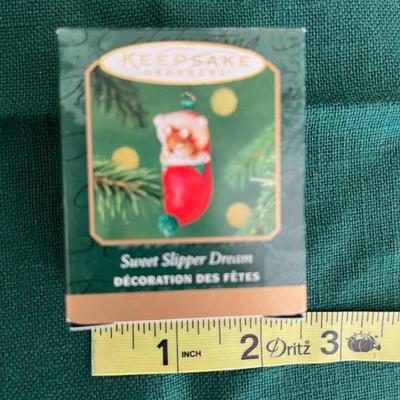 KEEPSAKE
ORNAMENT
Sweet Slipper Dream
DÉCORATION DES FÊTES
1 INCH 2 Dritz® 3